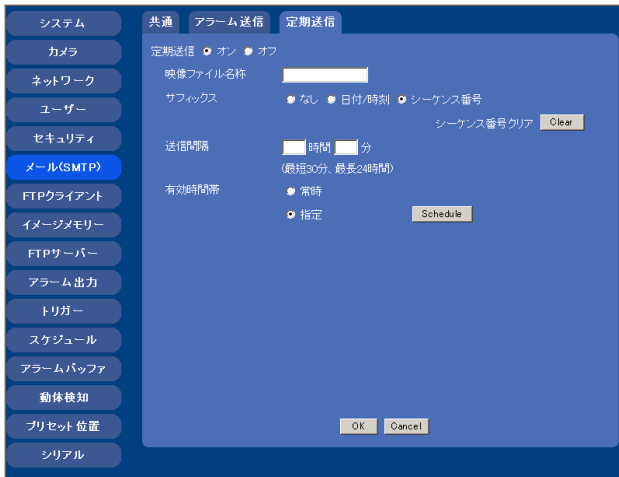 システム
カメラ
ネットワーク
ユーザー
セキュリティ
メール(SMTP)
FTPクライアント
イメージメモリー
FTPサーバー
アラーム出力
トリガー
スケジュール
アラームバッファ
動体検知
プリセット位置
シリアル
共通 アラーム送信 定期送信
定期送信 オン オフ
映像ファイル名称
サフィックス なし 日付/時刻 シーケンス番号
シーケンス番号クリア Clear
送信間隔 時間 分
(最短30分、最長24時間)
有効時間帯 常時
指定 Schedule
OK Cancel